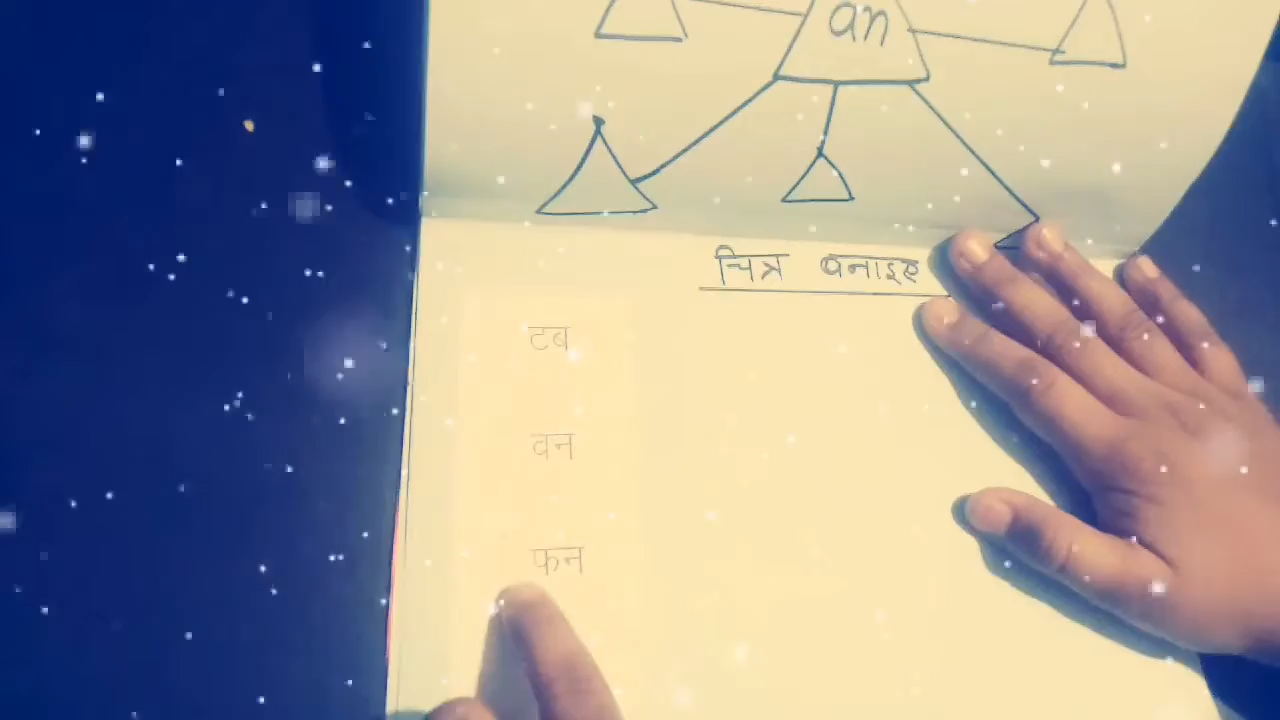 an
चित्र बनाइए
टब
वन
फन